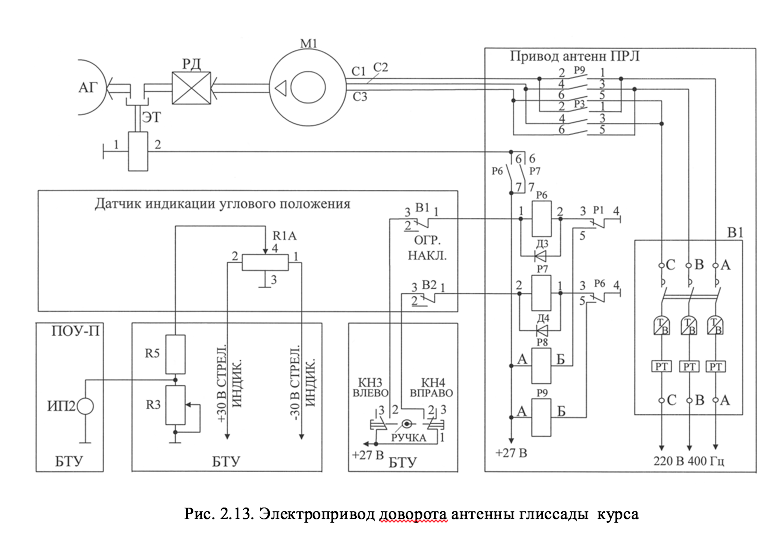 М1
РД
С1
С2
С3
АГ
ЭТ
1
2
Привод антенн ПРЛ
2 Р9 1
4 3
6 5
2 Р3 1
4 3
6 5
6 6
Р6 Р7
7 7
Датчик индикации углового положения
R1А
4
2 1
3
В1
3 1
2
ОГР.
НАКЛ.
Р6
1 2
Д3
Р1
3 4
5
В2
3 1
2
Р7
2 1
Д4
Р6
3 4
5
Р8
А Б
Р9
А Б
+27 В
В1
С В А
Т В Т В Т В
РТ РТ РТ
С В А
220 В 400 Гц
ПОУ-П
ИП2
БТУ
R5
R3
+30 В СТРЕЛ.
ИНДИК.
-30 В СТРЕЛ.
ИНДИК.
БТУ
КН3 КН4
ВЛЕВО ВПРАВО
3 2 2 3
РУЧКА
1 1
+27 В
БТУ
Рис. 2.13. Электропривод доворота антенны глиссады курса